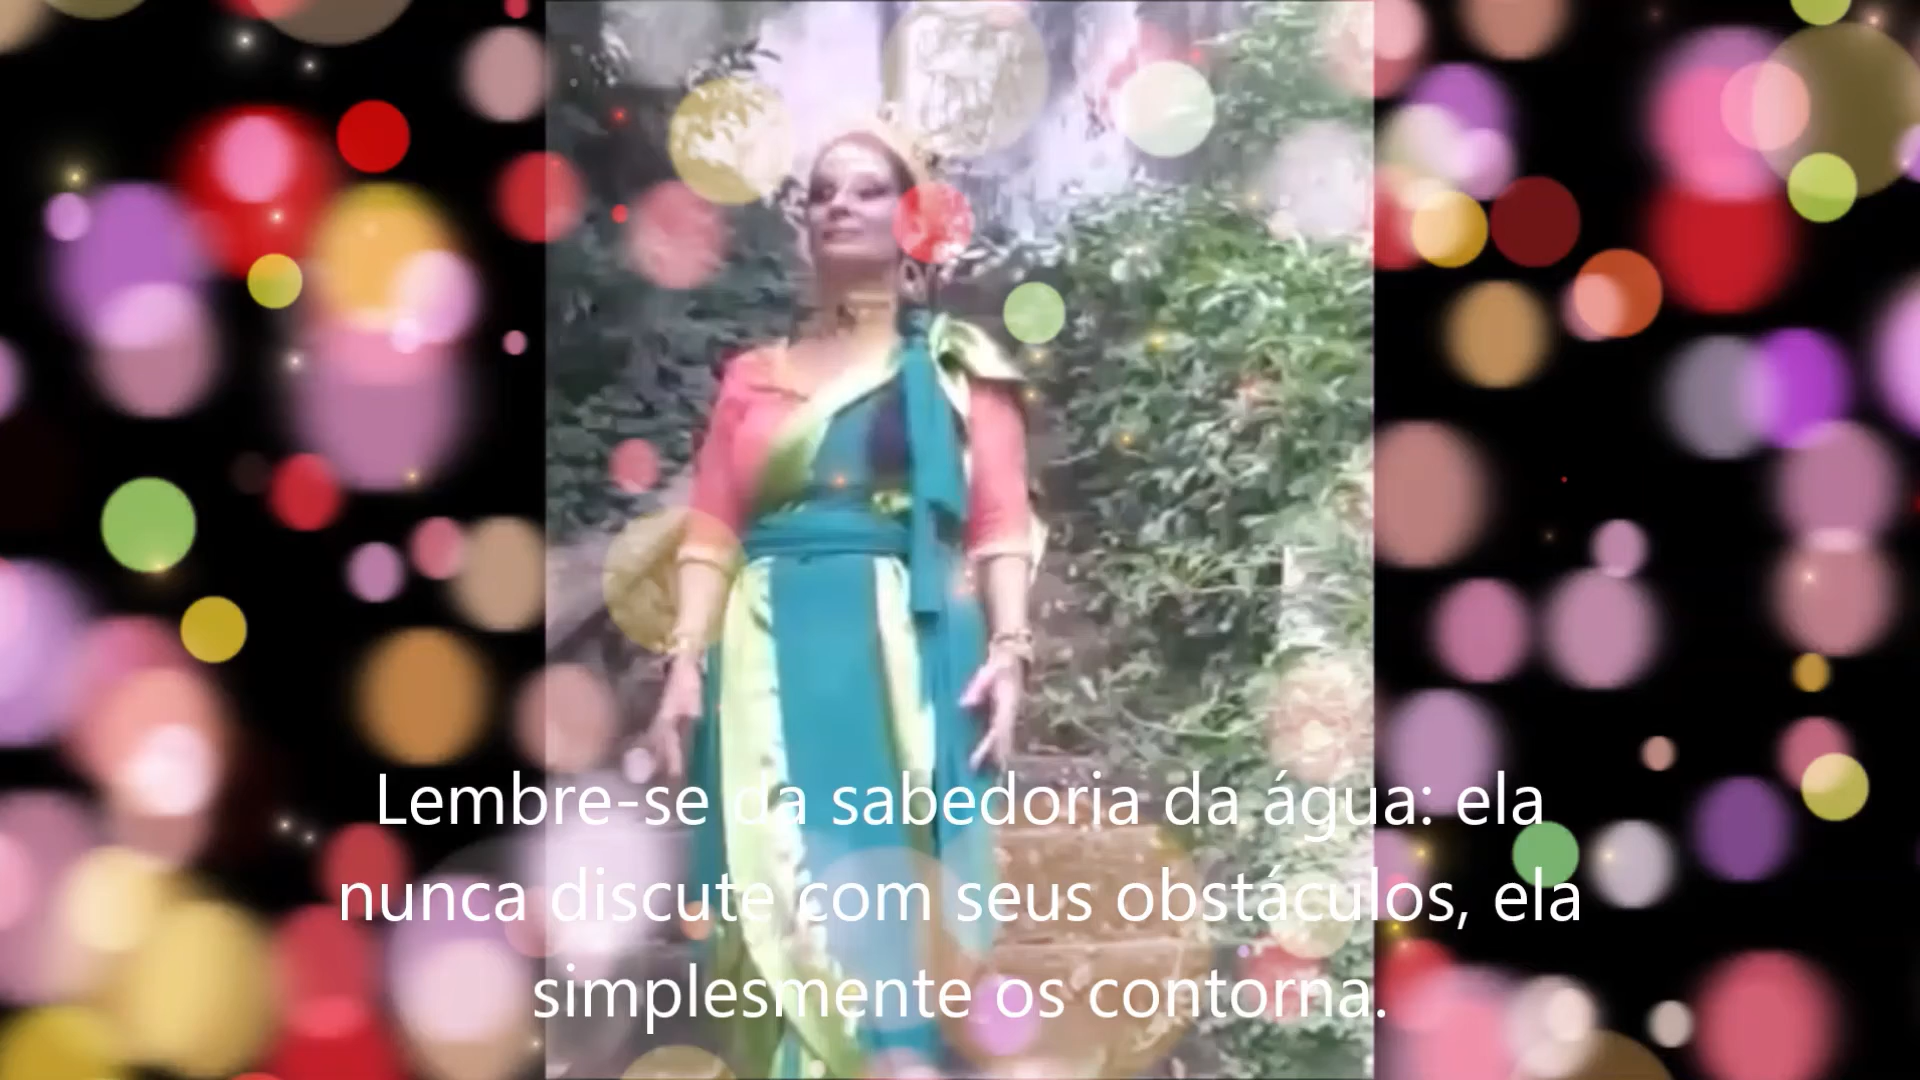 Lembre-se da sabedoria da água: ela
nunca discute com seus obstáculos, ela
simplesmente os contorna.